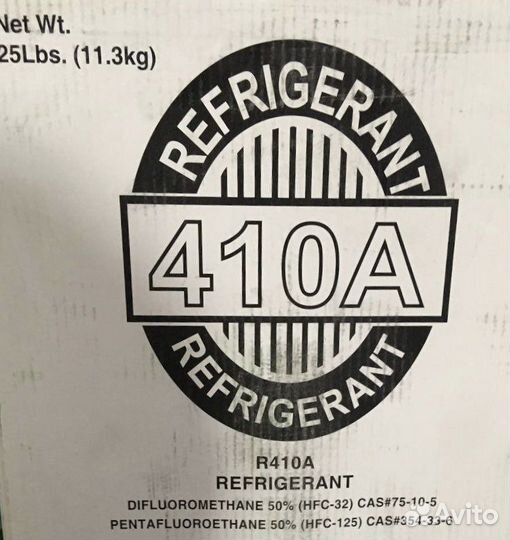 Net Wt.
25Lbs. (11.3kg)
REFRIGERANT
410A
REFRIGERANT
R410A
REFRIGERANT
DIFLUOROMETHANE 50% (HFC-32) CAS#75-10-5
PENTAFLUOROETHANE 50% (HFC-125) CAS#354-33-6
Avito